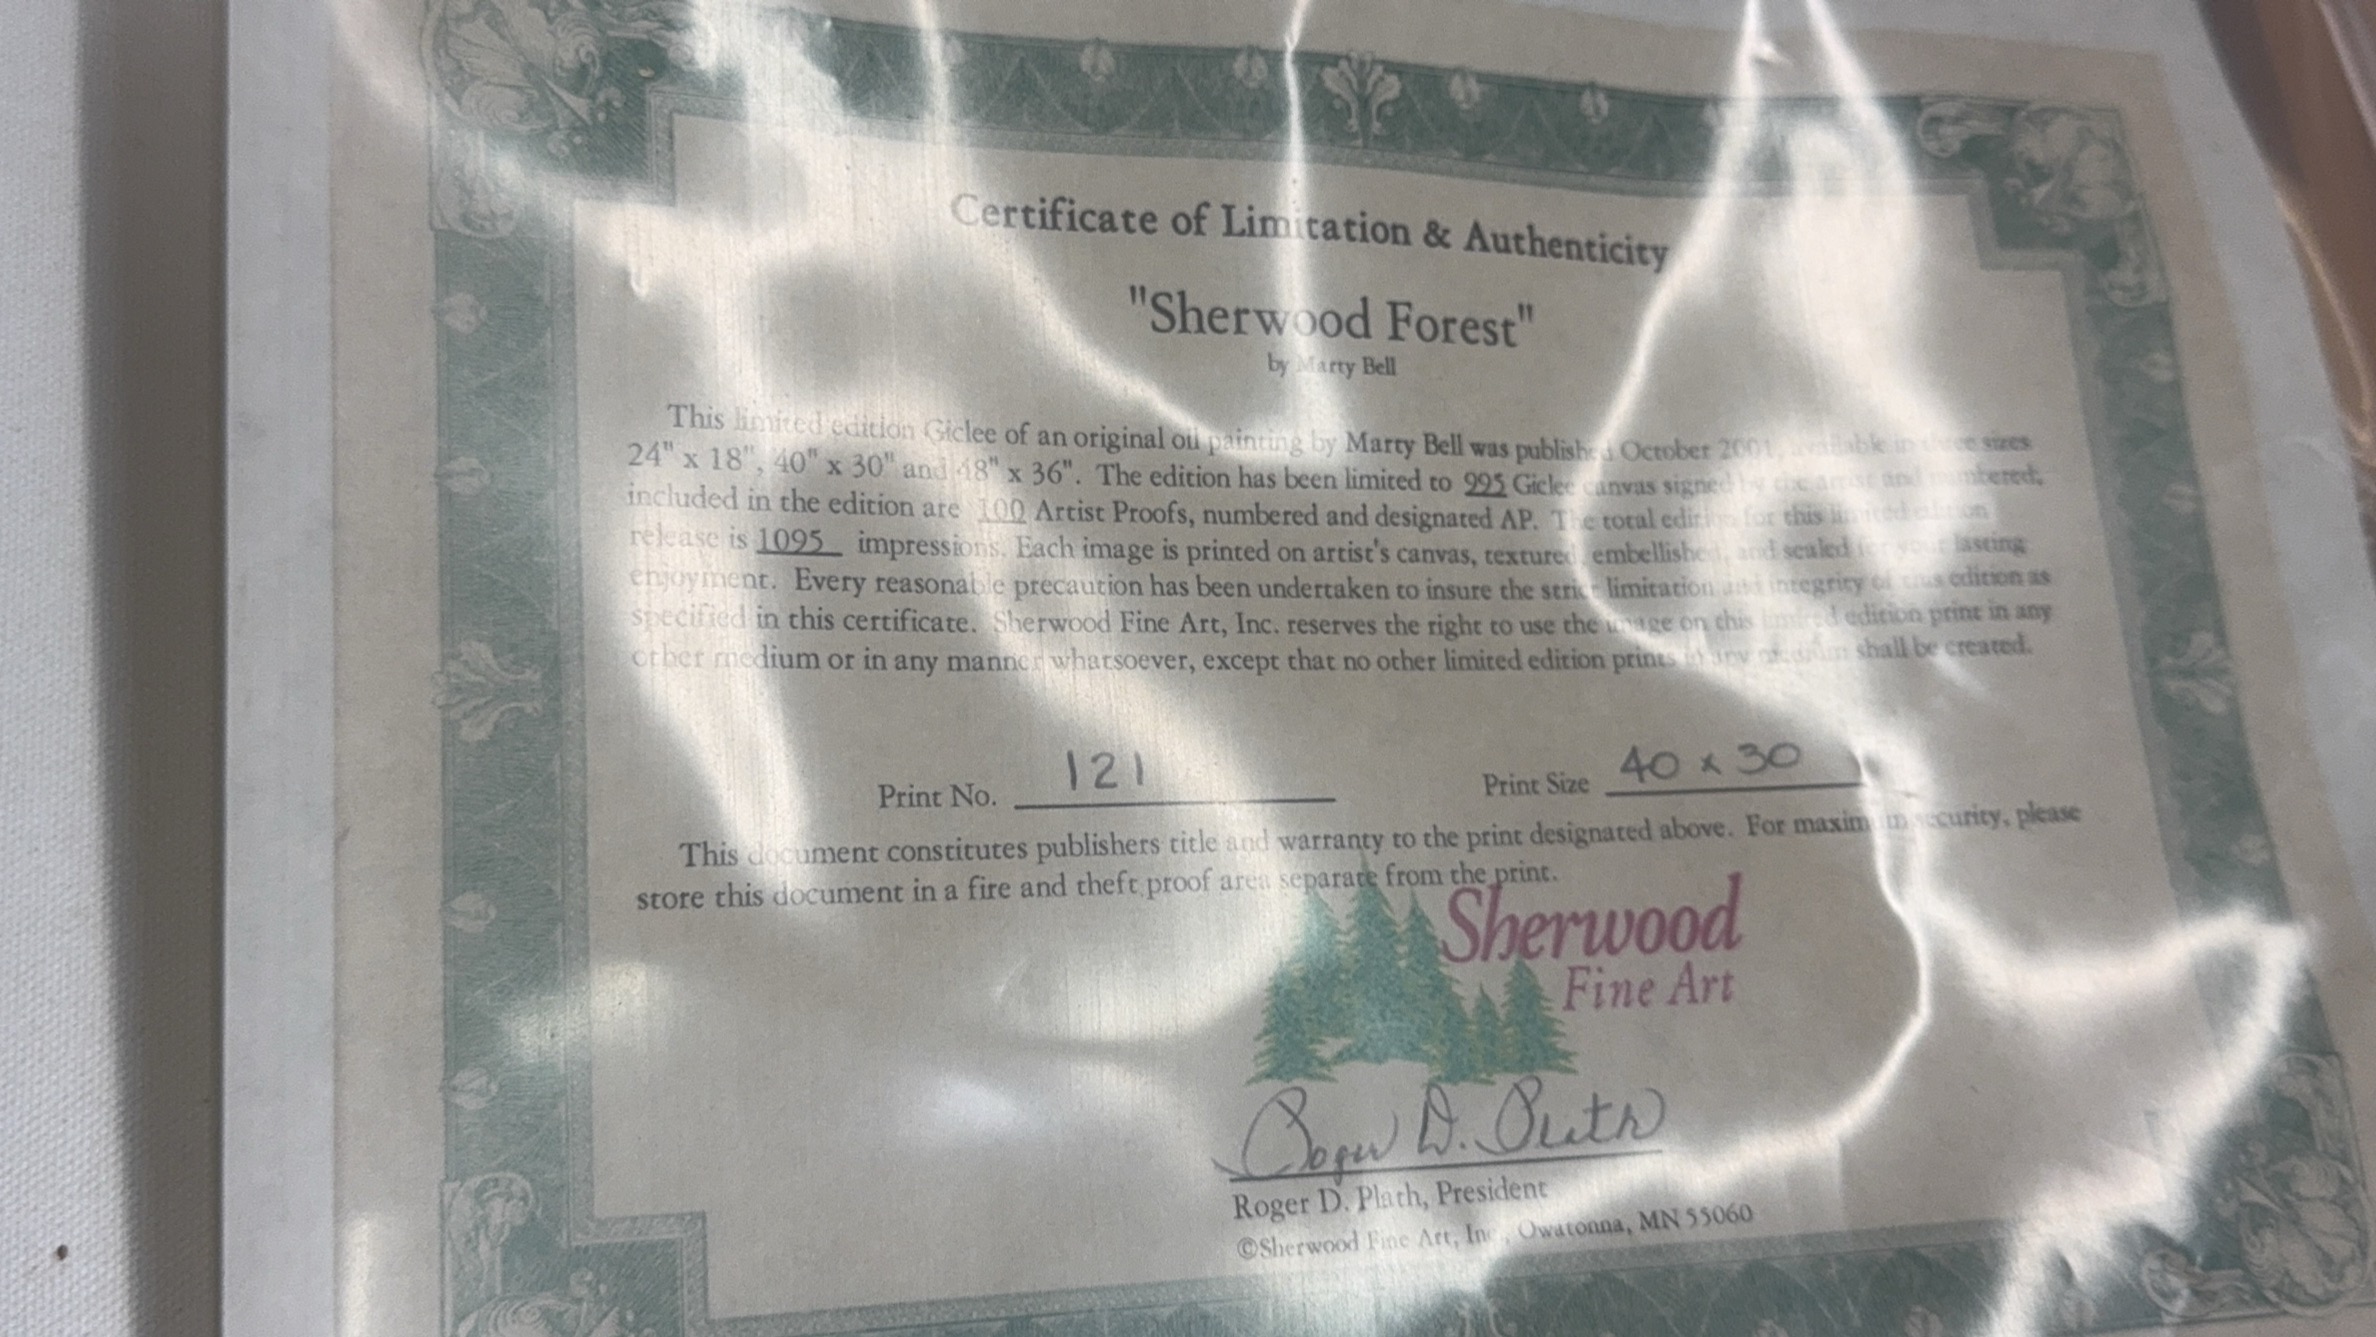 Certificate of Limitation & Authenticity
"Sherwood Forest"
by Marty Bell
This limited edition Giclee of an original oil painting by Marty Bell was published October 2001, available in three sizes
24" x 18", 40" x 30" and 48" x 36". The edition has been limited to 995 Giclee canvas signed by the artist and numbered;
included in the edition are 100 Artist Proofs, numbered and designated AP. The total edition for this limited edition
release is 1095 impressions. Each image is printed on artist's canvas, textured, embellished, and sealed for your lasting
enjoyment. Every reasonable precaution has been undertaken to insure the strict limitation and integrity of this edition as
specified in this certificate. Sherwood Fine Art, Inc. reserves the right to use the image on this limited edition print in any
other medium or in any manner whatsoever, except that no other limited edition prints in any medium shall be created.
Print No. 121 Print Size 40 x 30
This document constitutes publishers title and warranty to the print designated above. For maximum security, please
store this document in a fire and theft proof area separate from the print.
Sherwood
Fine Art
Roger D. Plath
Roger D. Plath, President
©Sherwood Fine Art, Inc., Owatonna, MN 55060